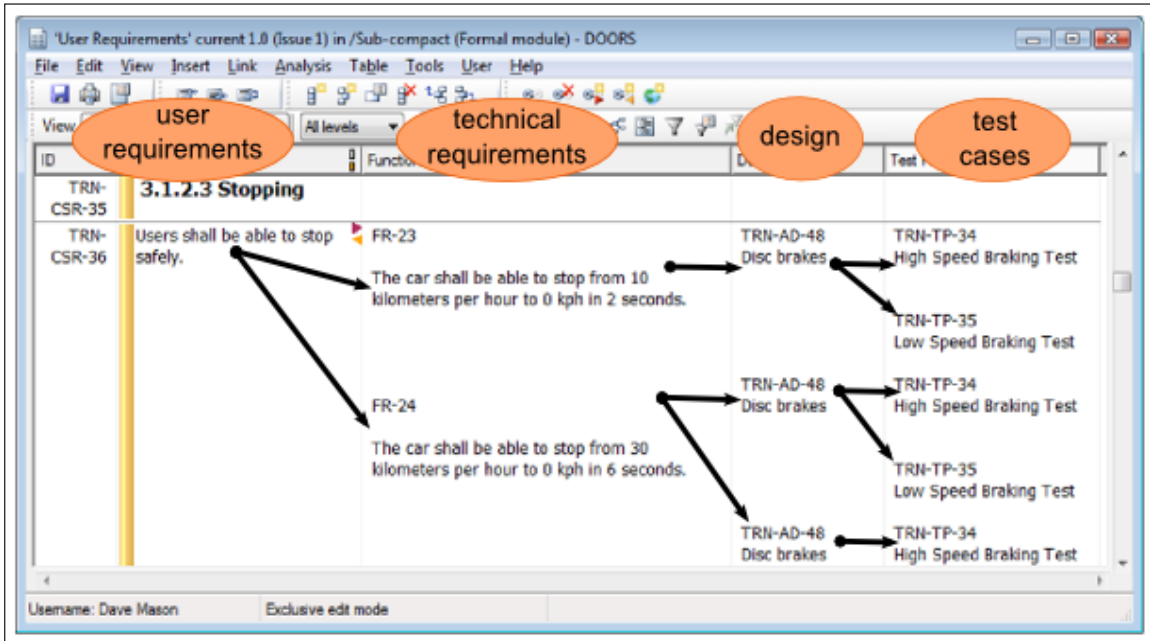 'User Requirements' current 1.0 (Issue 1) in /Sub-compact (Formal module) - DOORS
File Edit View Insert Link Analysis Table Tools User Help
View
All levels
user
requirements
technical
requirements
design
test
cases
ID
TRN-
CSR-35
3.1.2.3 Stopping
TRN-
CSR-36
Users shall be able to stop
safely.
FR-23
The car shall be able to stop from 10
kilometers per hour to 0 kph in 2 seconds.
TRN-AD-48
Disc brakes
TRN-TP-34
High Speed Braking Test
TRN-TP-35
Low Speed Braking Test
FR-24
The car shall be able to stop from 30
kilometers per hour to 0 kph in 6 seconds.
TRN-AD-48
Disc brakes
TRN-TP-34
High Speed Braking Test
TRN-TP-35
Low Speed Braking Test
TRN-AD-48
Disc brakes
TRN-TP-34
High Speed Braking Test
Username: Dave Mason
Exclusive edit mode